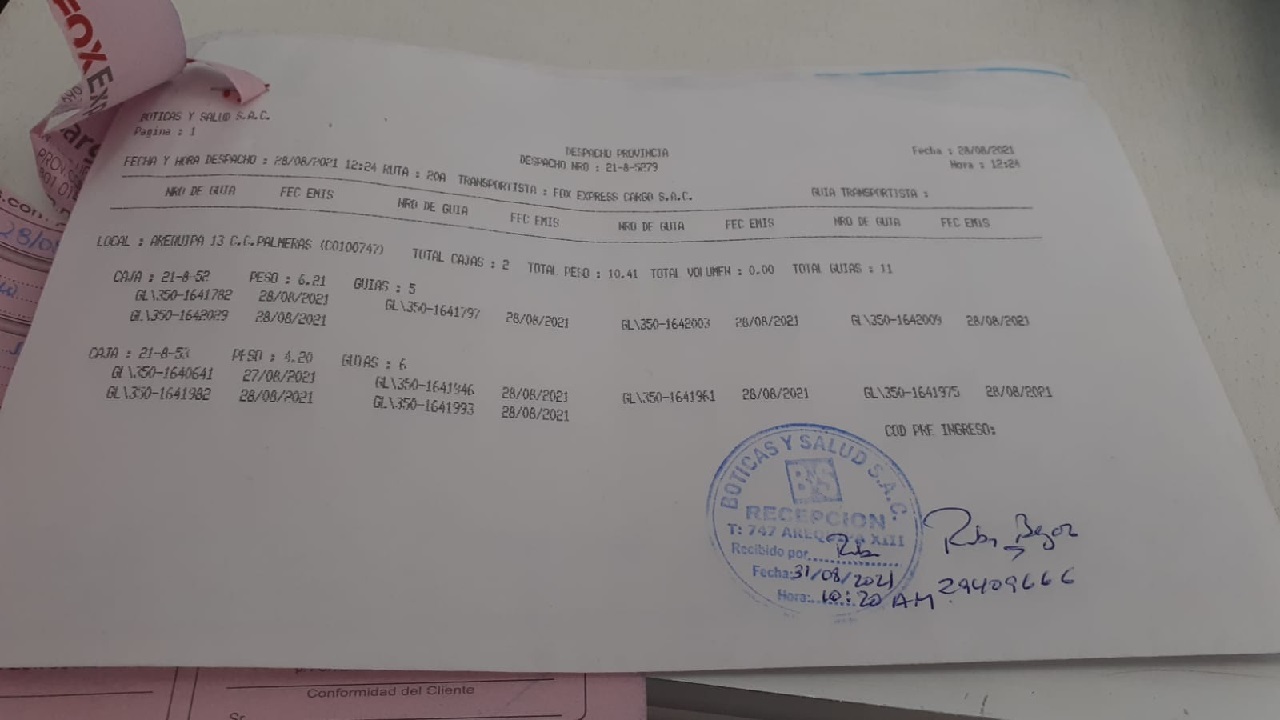 FOX EXP
BOTICAS Y SALUD S.A.C.
Pagina : 1
DESPACHO PROVINCIA
DESPACHO NRO : 21-8-5279
Fecha : 28/08/2021
Hora : 12:24
FECHA Y HORA DESPACHO : 28/08/2021 12:24 RUTA : 20A TRANSPORTISTA : FOX EXPRESS CARGO S.A.C. GUIA TRANSPORTISTA :
NRO DE GUIA FEC EMIS NRO DE GUIA FEC EMIS NRO DE GUIA FEC EMIS NRO DE GUIA FEC EMIS
LOCAL : AREQUIPA 13 C.C.PALMERAS (D0100747) TOTAL CAJAS : 2 TOTAL PESO : 10.41 TOTAL VOLUMEN : 0.00 TOTAL GUIAS : 11
CAJA : 21-8-52 PESO : 6.21 GUIAS : 5
GL\350-1641782 28/08/2021 GL\350-1641797 28/08/2021 GL\350-1642003 28/08/2021 GL\350-1642009 28/08/2021
GL\350-1642029 28/08/2021
CAJA : 21-8-53 PESO : 4.20 GUIAS : 6
GL\350-1640641 27/08/2021 GL\350-1641946 28/08/2021 GL\350-1641961 28/08/2021 GL\350-1641975 28/08/2021
GL\350-1641982 28/08/2021 GL\350-1641993 28/08/2021
COD PRE INGRESO:
BOTICAS Y SALUD S.A.C.
BS
RECEPCION
T: 747 AREQUIPA XIII
Recibido por
Fecha: 31/08/2021
Hora: 10:20 AM
29409666
Conformidad del Cliente
Sr.